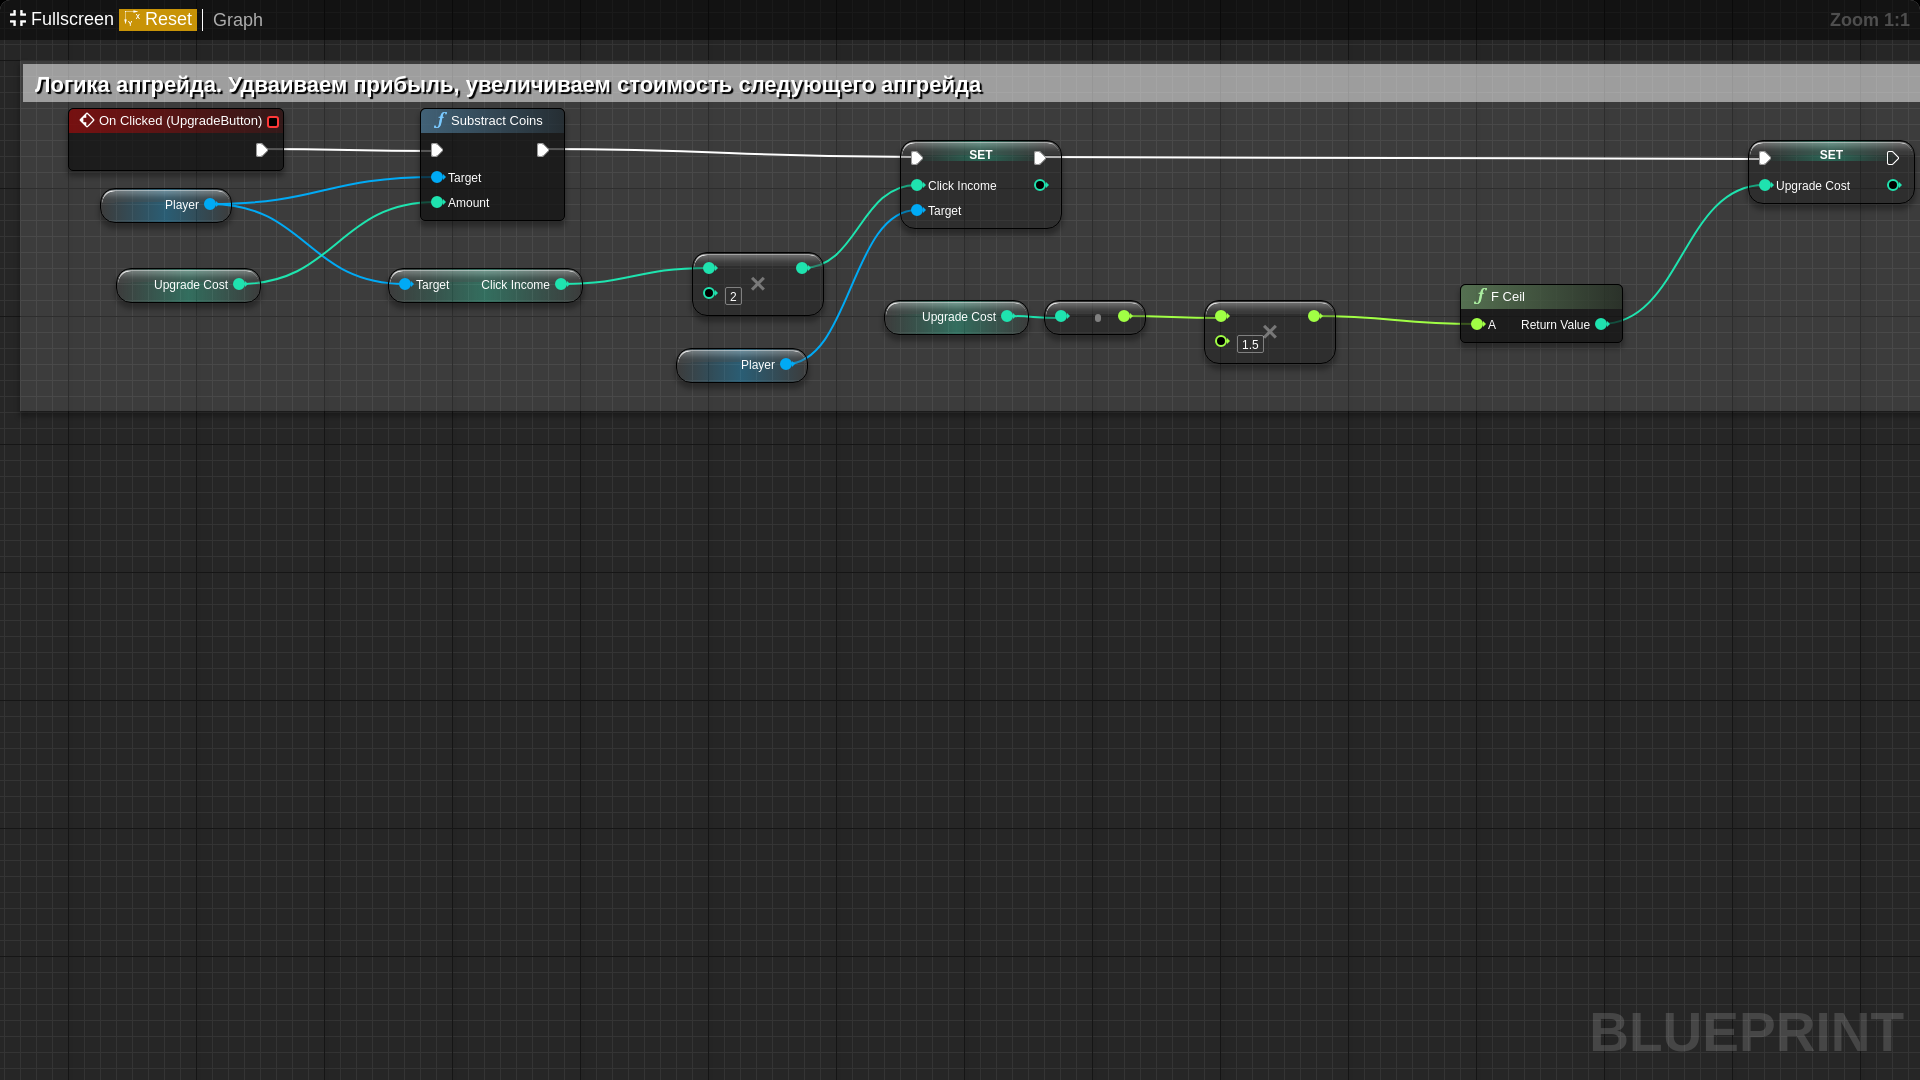 Fullscreen Reset Graph Zoom 1:1
Логика апгрейда. Удваиваем прибыль, увеличиваем стоимость следующего апгрейда
On Clicked (UpgradeButton)
Substract Coins
Target
Amount
Player
Upgrade Cost
Target Click Income
2
Player
SET
Click Income
Target
Upgrade Cost
1.5
F Ceil
A Return Value
SET
Upgrade Cost
BLUEPRINT